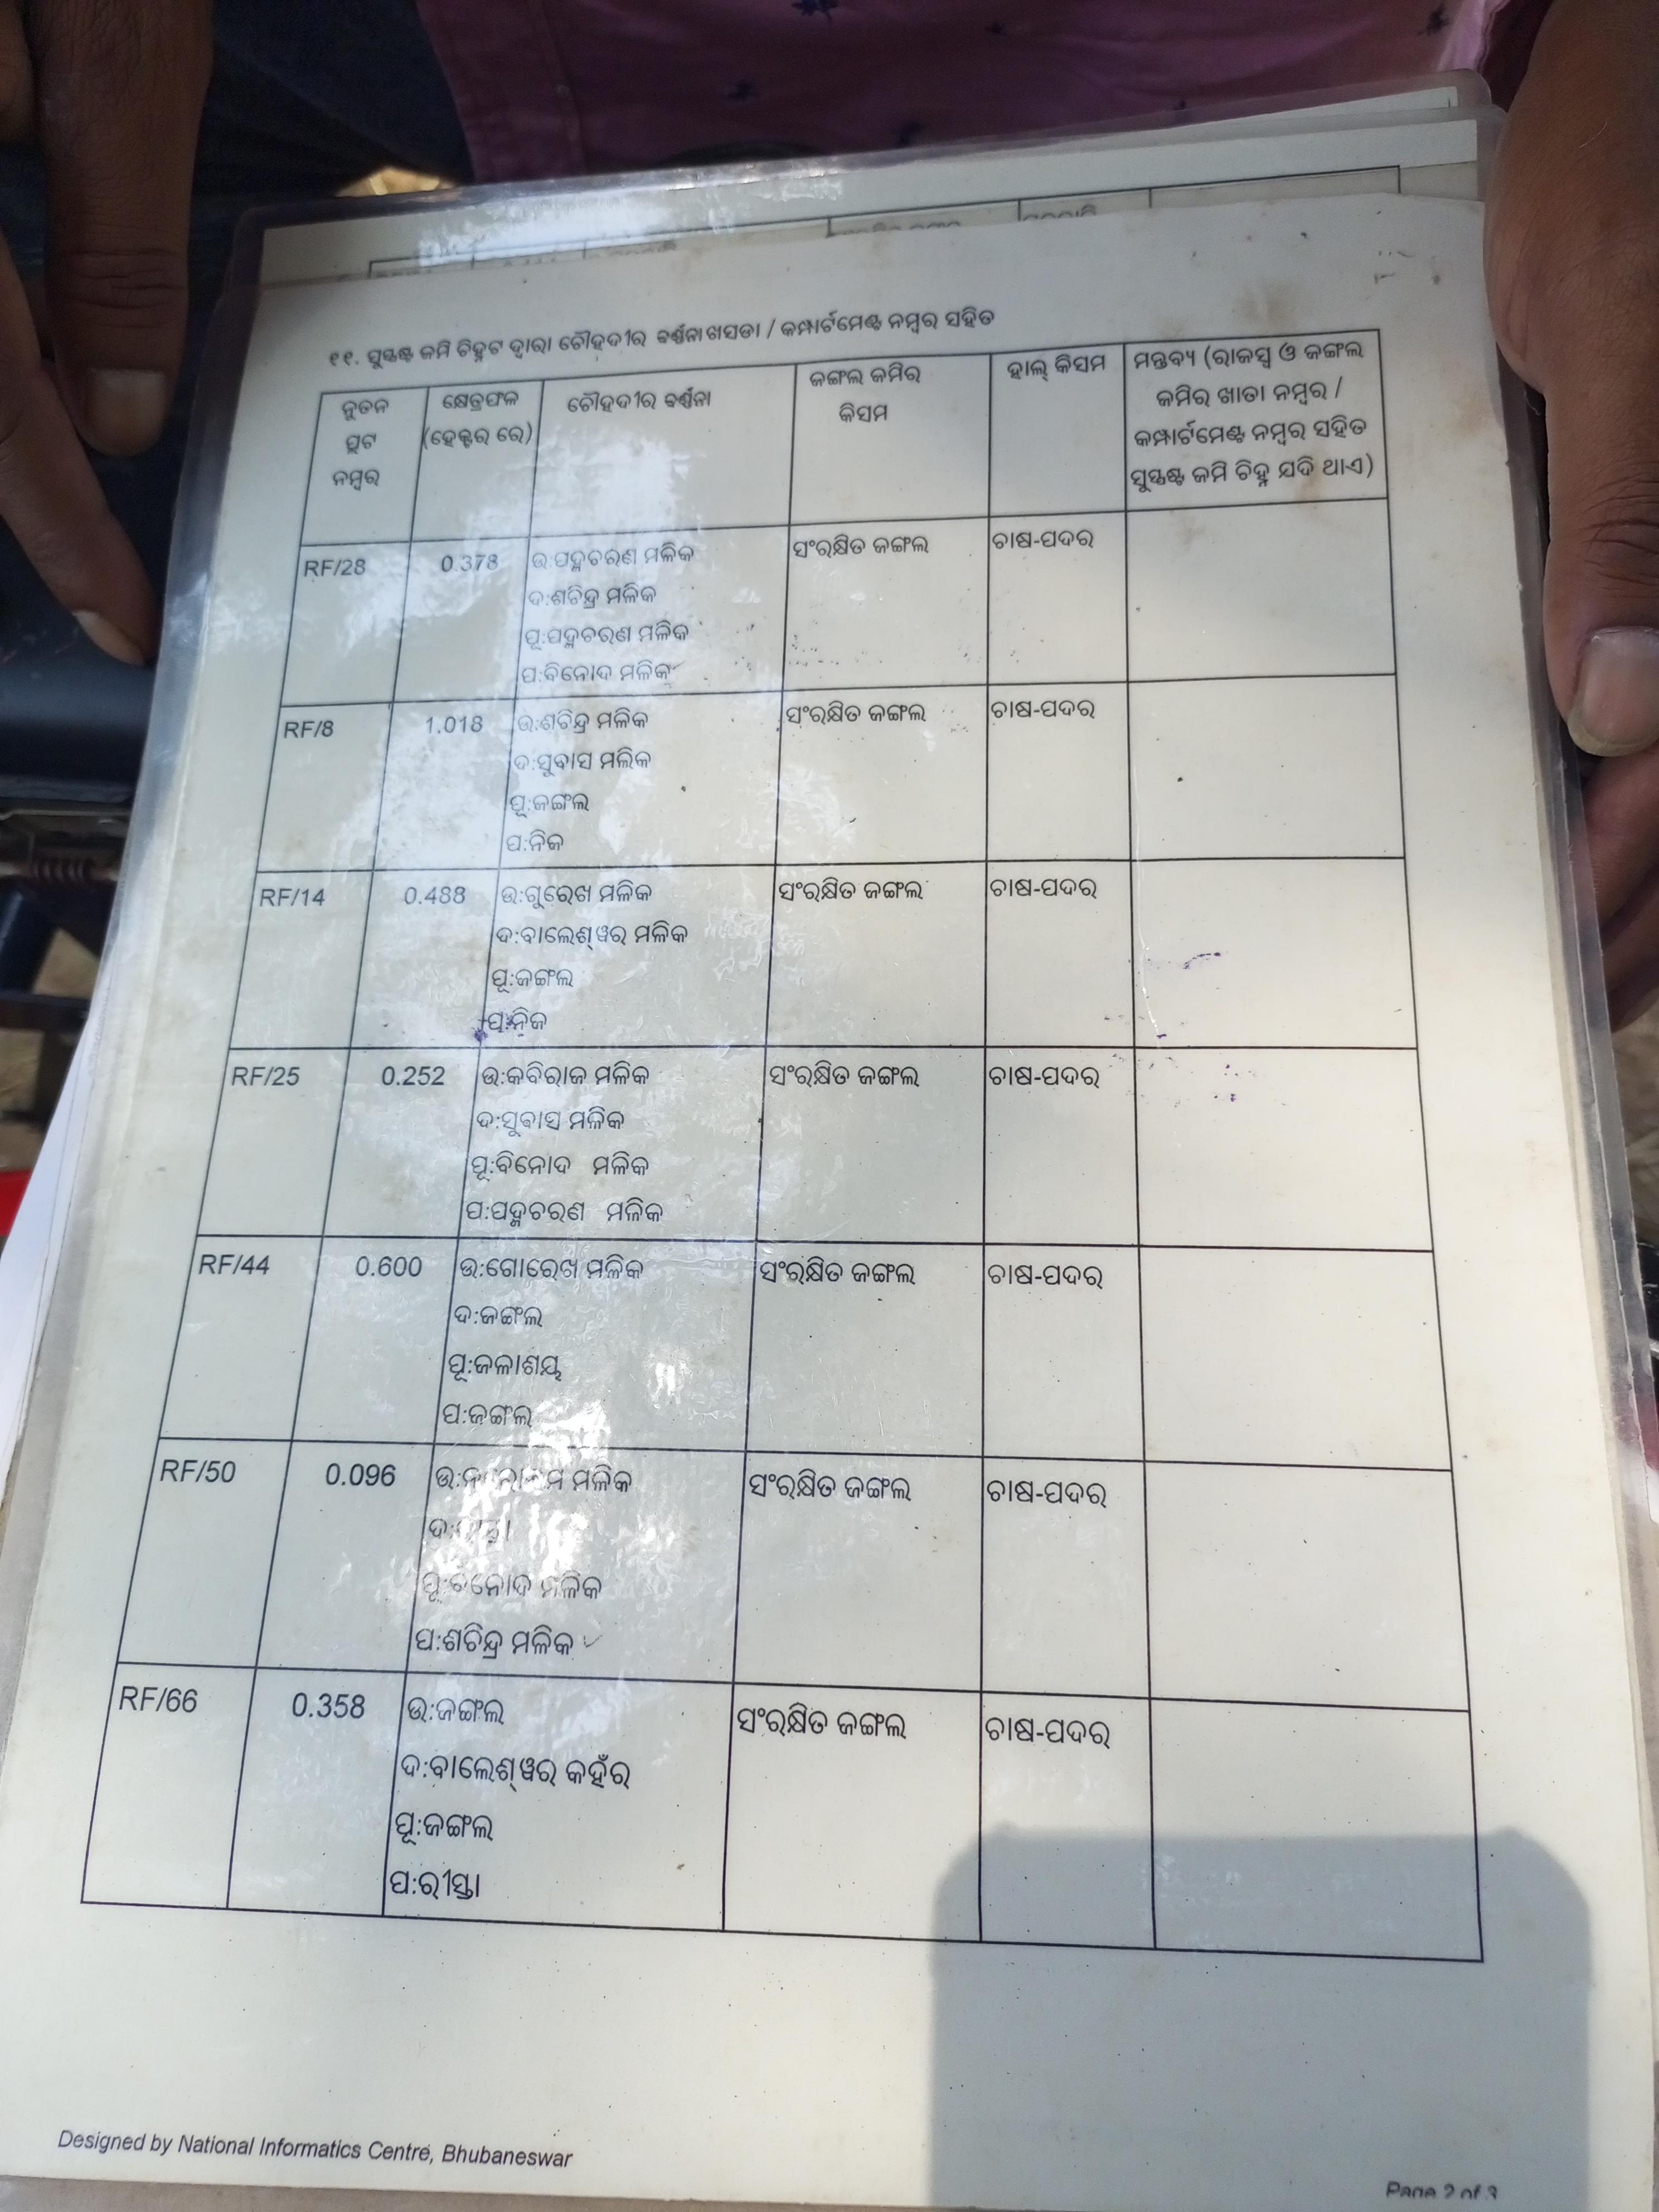 ୧୧. ସୁସ୍ପଷ୍ଟ ଜମି ଚିହ୍ନଟ ଦ୍ୱାରା ଚୌହଦୀର ବର୍ଣ୍ଣନା ଖସଡା / କମ୍ପାର୍ଟମେଣ୍ଟ ନମ୍ବର ସହିତ
ନୁତନ
ପ୍ଲଟ
ନମ୍ବର
କ୍ଷେତ୍ରଫଳ
(ହେକ୍ଟର ରେ)
ଚୌହଦୀର ବର୍ଣ୍ଣନା
ଜଙ୍ଗଲ ଜମିର
କିସମ
ହାଲ୍ କିସମ
ମନ୍ତବ୍ୟ (ରାଜସ୍ବ ଓ ଜଙ୍ଗଲ
ଜମିର ଖାତା ନମ୍ବର /
କମ୍ପାର୍ଟମେଣ୍ଟ ନମ୍ବର ସହିତ
ସୁସ୍ପଷ୍ଟ ଜମି ଚିହ୍ନ ଯଦି ଥାଏ)
RF/28 0.378 ଉ:ପଦ୍ମଚରଣ ମଳିକ ସଂରକ୍ଷିତ ଜଙ୍ଗଲ ଚାଷ-ପଦର
ଦ:ଶଚିନ୍ଦ୍ର ମଳିକ
ପୂ:ପଦ୍ମଚରଣ ମଳିକ
ପ:ବିନୋଦ ମଳିକ
RF/8 1.018 ଉ:ଶଚିନ୍ଦ୍ର ମଳିକ ସଂରକ୍ଷିତ ଜଙ୍ଗଲ ଚାଷ-ପଦର
ଦ:ସୁବାସ ମଲିକ
ପୂ:ଜଙ୍ଗଲ
ପ:ନିଜ
RF/14 0.488 ଉ:ଗୁରେଖ ମଳିକ ସଂରକ୍ଷିତ ଜଙ୍ଗଲ ଚାଷ-ପଦର
ଦ:ବାଲେଶ୍ୱର ମଳିକ
ପୂ:ଜଙ୍ଗଲ
ପ:ନିଜ
RF/25 0.252 ଉ:କବିରାଜ ମଳିକ ସଂରକ୍ଷିତ ଜଙ୍ଗଲ ଚାଷ-ପଦର
ଦ:ସୁବାସ ମଳିକ
ପୂ:ବିନୋଦ ମଳିକ
ପ:ପଦ୍ମଚରଣ ମଳିକ
RF/44 0.600 ଉ:ଗୋରେଖ ମଳିକ ସଂରକ୍ଷିତ ଜଙ୍ଗଲ ଚାଷ-ପଦର
ଦ:ଜଙ୍ଗଲ
ପୂ:ଜଳାଶୟ
ପ:ଜଙ୍ଗଲ
RF/50 0.096 ଉ: ମଳିକ ସଂରକ୍ଷିତ ଜଙ୍ଗଲ ଚାଷ-ପଦର
ଦ:
ପୂ:ବିନୋଦ ମଳିକ
ପ:ଶଚିନ୍ଦ୍ର ମଳିକ
RF/66 0.358 ଉ:ଜଙ୍ଗଲ ସଂରକ୍ଷିତ ଜଙ୍ଗଲ ଚାଷ-ପଦର
ଦ:ବାଲେଶ୍ୱର କହଁର
ପୂ:ଜଙ୍ଗଲ
ପ:ରୀସ୍ତା
Designed by National Informatics Centre, Bhubaneswar
Page 2 of 3